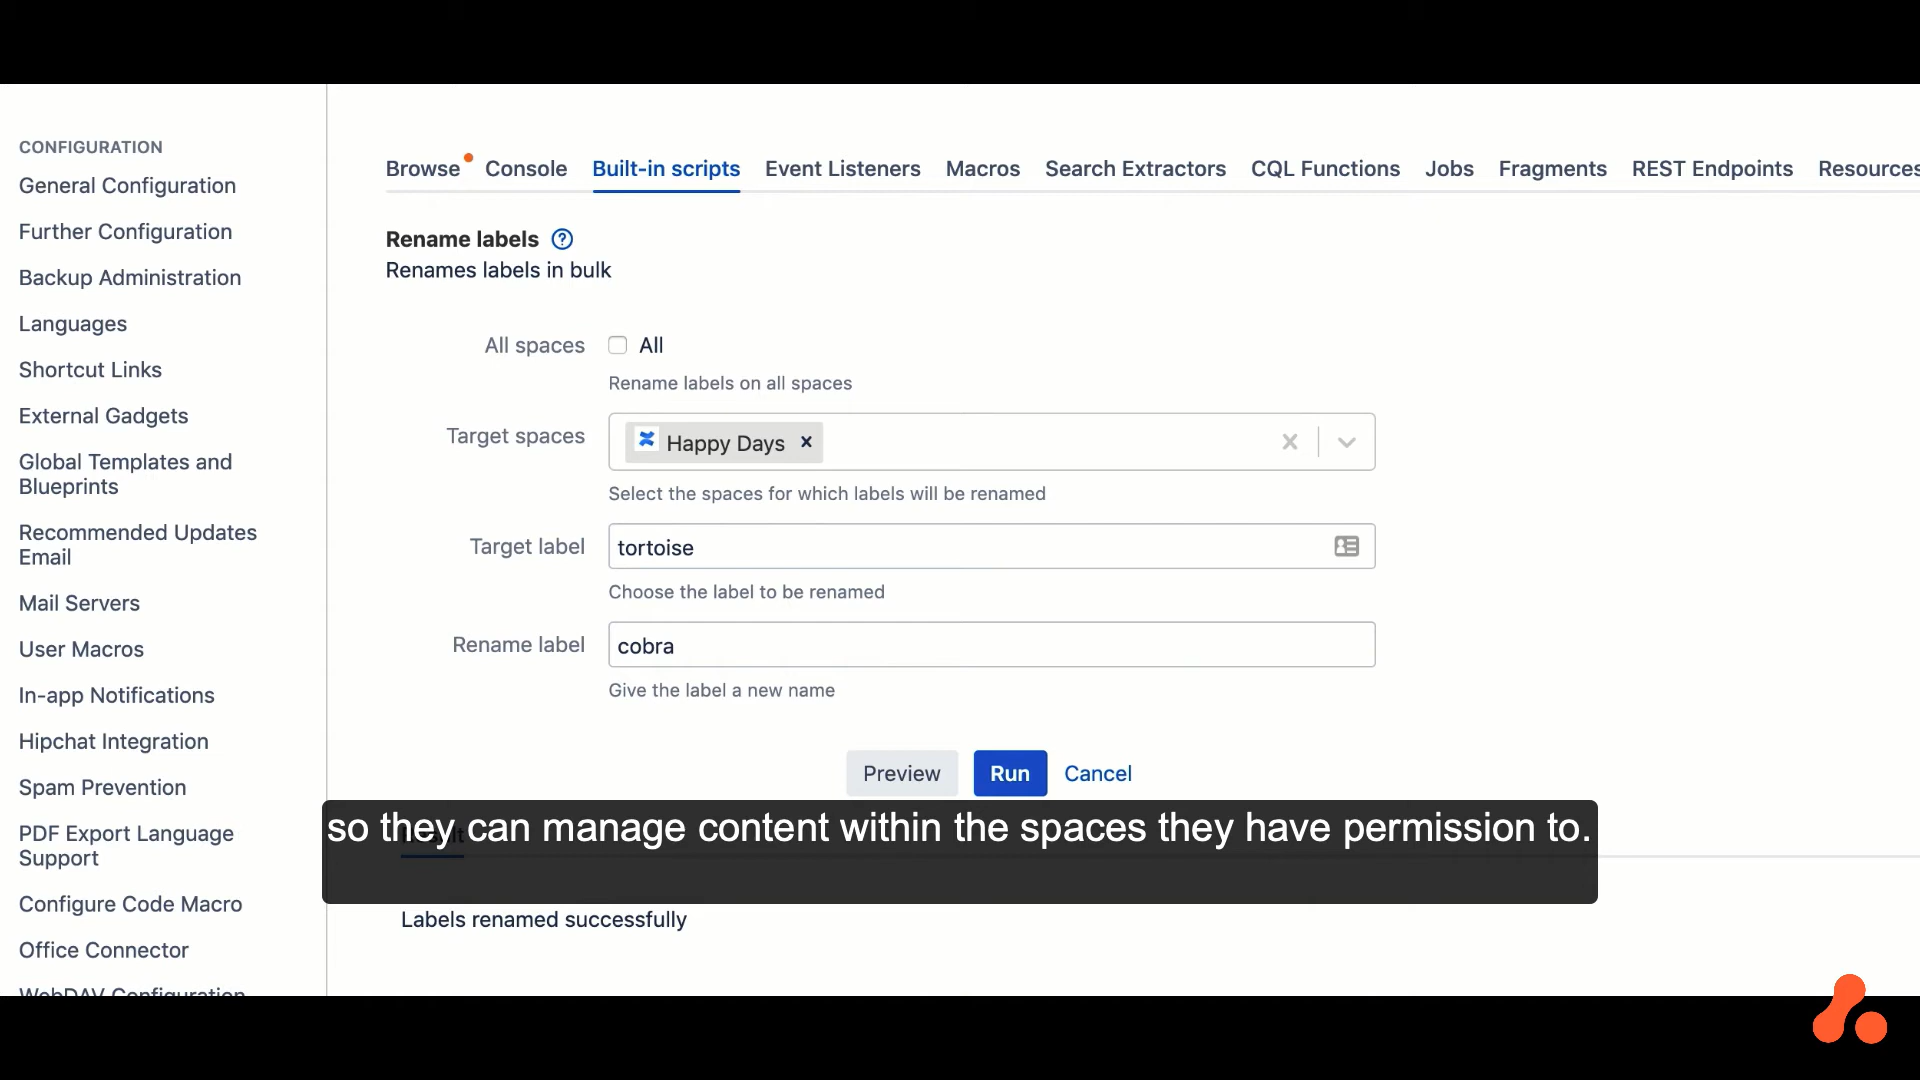 CONFIGURATION
General Configuration
Further Configuration
Backup Administration
Languages
Shortcut Links
External Gadgets
Global Templates and
Blueprints
Recommended Updates
Email
Mail Servers
User Macros
In-app Notifications
Hipchat Integration
Spam Prevention
PDF Export Language
Support
Configure Code Macro
Office Connector
WebDAV Configuration
Browse Console Built-in scripts Event Listeners Macros Search Extractors CQL Functions Jobs Fragments REST Endpoints Resources
Rename labels
Renames labels in bulk
All spaces All
Rename labels on all spaces
Target spaces Happy Days
Select the spaces for which labels will be renamed
Target label tortoise
Choose the label to be renamed
Rename label cobra
Give the label a new name
Preview Run Cancel
so they can manage content within the spaces they have permission to.
Labels renamed successfully